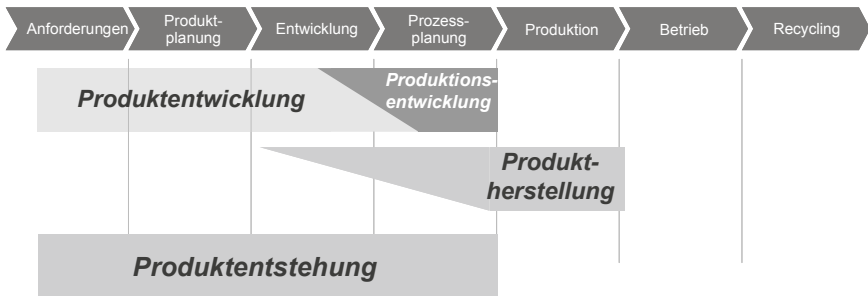 Anforderungen
Produkt-
planung
Entwicklung
Prozess-
planung
Produktion
Betrieb
Recycling
Produktentwicklung
Produktions-
entwicklung
Produkt-
herstellung
Produktentstehung